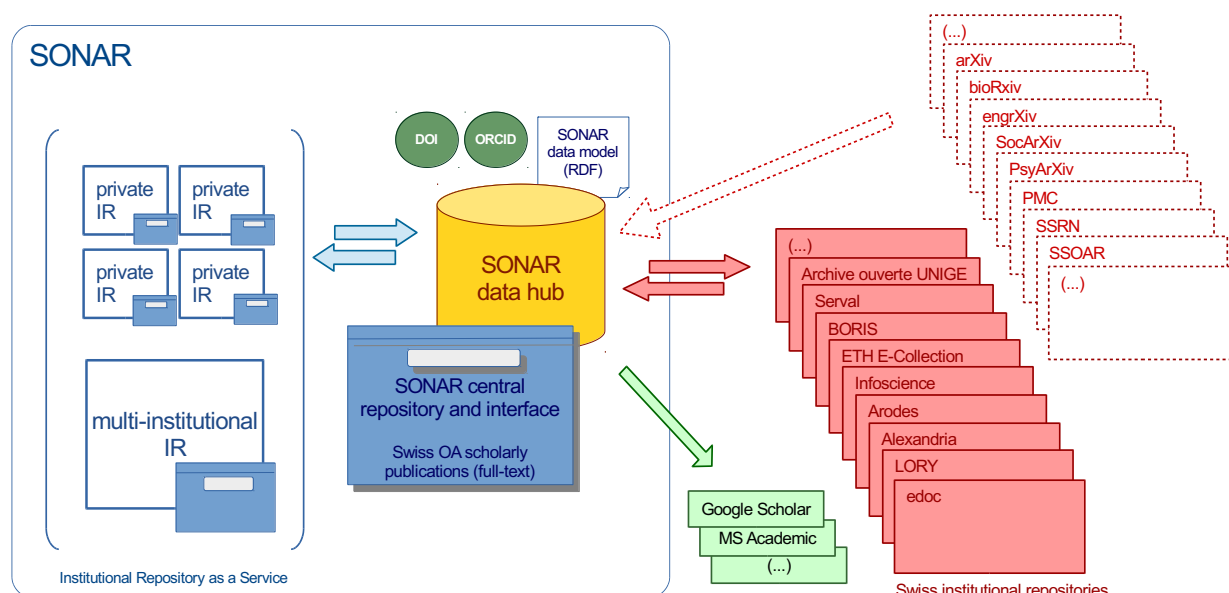 SONAR
private
IR
private
IR
private
IR
private
IR
multi-institutional
IR
Institutional Repository as a Service
DOI
ORCID
SONAR
data model
(RDF)
SONAR
data hub
SONAR central
repository and interface
Swiss OA scholarly
publications (full-text)
Google Scholar
MS Academic
(...)
(...)
Archive ouverte UNIGE
Serval
BORIS
ETH E-Collection
Infoscience
Arodes
Alexandria
LORY
edoc
Swiss institutional repositories
(...)
arXiv
bioRxiv
engrXiv
SocArXiv
PsyArXiv
PMC
SSRN
SSOAR
(...)